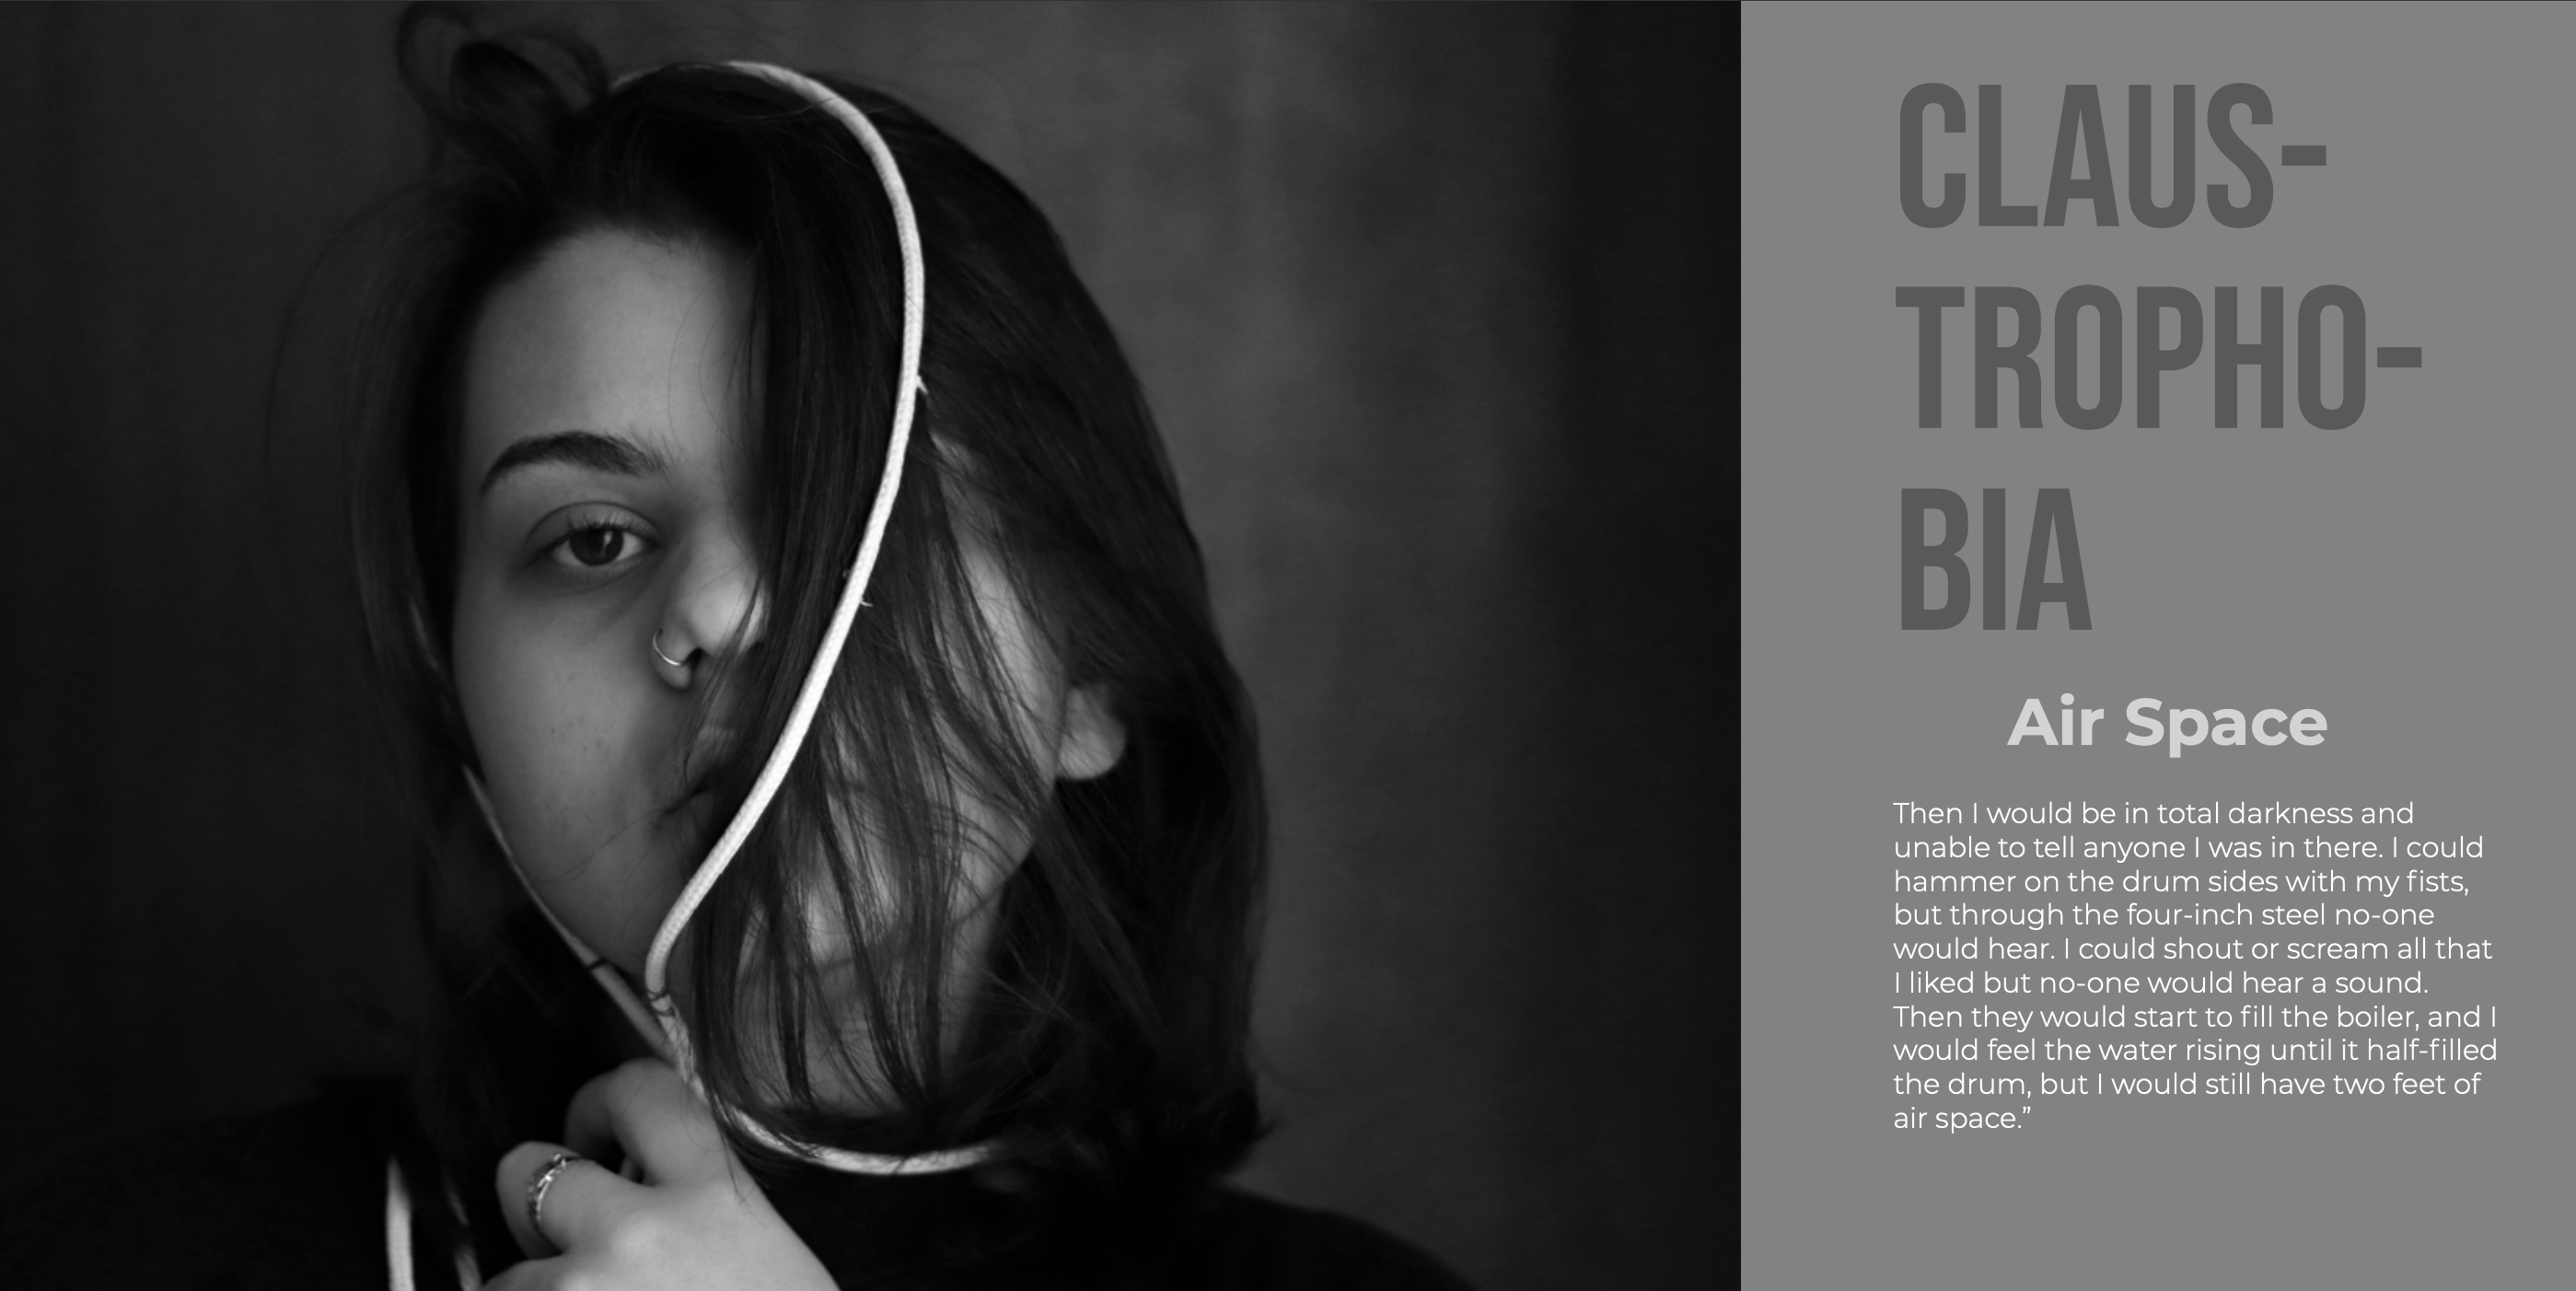 CLAUS-
TROPHO-
BIA
Air Space
Then I would be in total darkness and
unable to tell anyone I was in there. I could
hammer on the drum sides with my fists,
but through the four-inch steel no-one
would hear. I could shout or scream all that
I liked but no-one would hear a sound.
Then they would start to fill the boiler, and I
would feel the water rising until it half-filled
the drum, but I would still have two feet of
air space.”